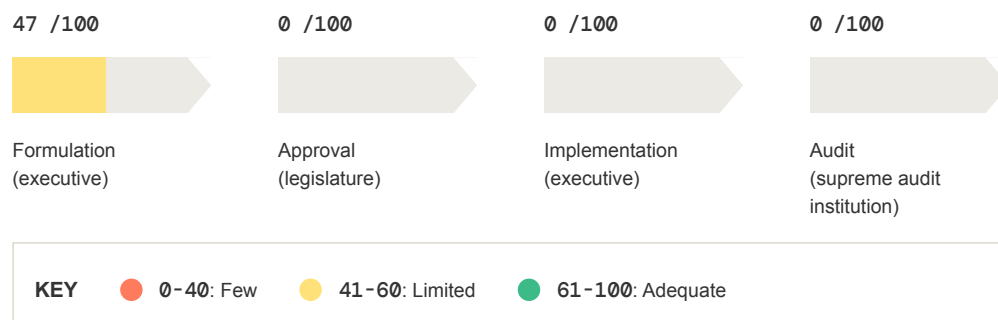 47 /100
0 /100
0 /100
0 /100
Formulation
(executive)
Approval
(legislature)
Implementation
(executive)
Audit
(supreme audit
institution)
KEY
0-40: Few
41-60: Limited
61-100: Adequate